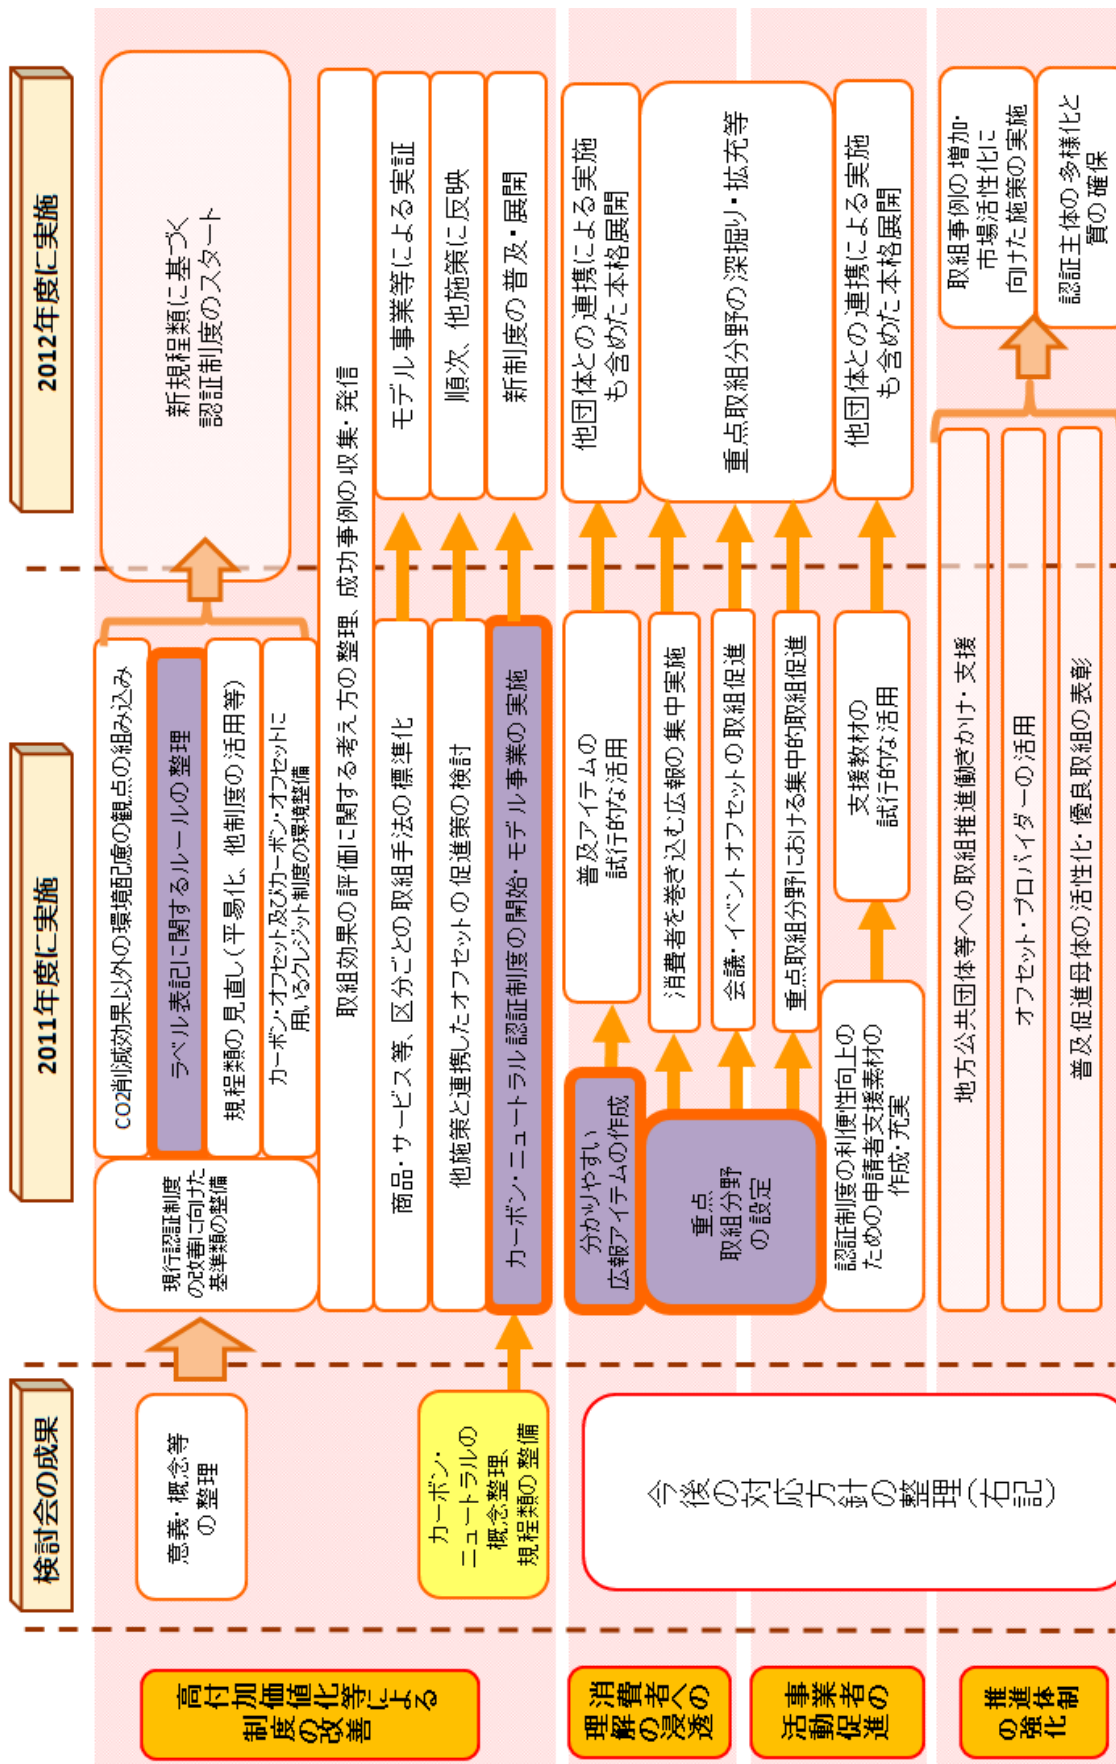 検討会の成果
2011年度に実施
2012年度に実施
高付加価値化等による
制度の改善
意義・概念等
の整理
現行認証制度
の改善に向けた
基準類の整備
CO2削減効果以外の環境配慮の観点の組み込み
ラベル表記に関するルールの整理
規程類の見直し(平易化、他制度の活用等)
カーボン・オフセット及びカーボン・オフセットに
用いるクレジット制度の環境整備
新規程類に基づく
認証制度のスタート
取組効果の評価に関する考え方の整理、成功事例の収集・発信
商品・サービス等、区分ごとの取組手法の標準化
モデル事業等による実証
他施策と連携したオフセットの促進策の検討
順次、他施策に反映
カーボン・
ニュートラルの
概念整理、
規程類の整備
カーボン・ニュートラル認証制度の開始・モデル事業の実施
新制度の普及・展開
消費者への
理解の浸透
事業者の
活動促進
推進体制
の強化
今後の対応方針の整理(右記)
分かりやすい
広報アイテムの作成
普及アイテムの
試行的な活用
他団体との連携による実施
も含めた本格展開
重点
取組分野
の設定
消費者を巻き込む広報の集中実施
会議・イベントオフセットの取組促進
重点取組分野における集中的取組促進
重点取組分野の深掘り・拡充等
認証制度の利便性向上の
ための申請者支援素材の
作成・充実
支援教材の
試行的な活用
他団体との連携による実施
も含めた本格展開
地方公共団体等への取組推進働きかけ・支援
オフセット・プロバイダーの活用
普及促進母体の活性化・優良取組の表彰
取組事例の増加・
市場活性化に
向けた施策の実施
認証主体の多様化と
質の確保